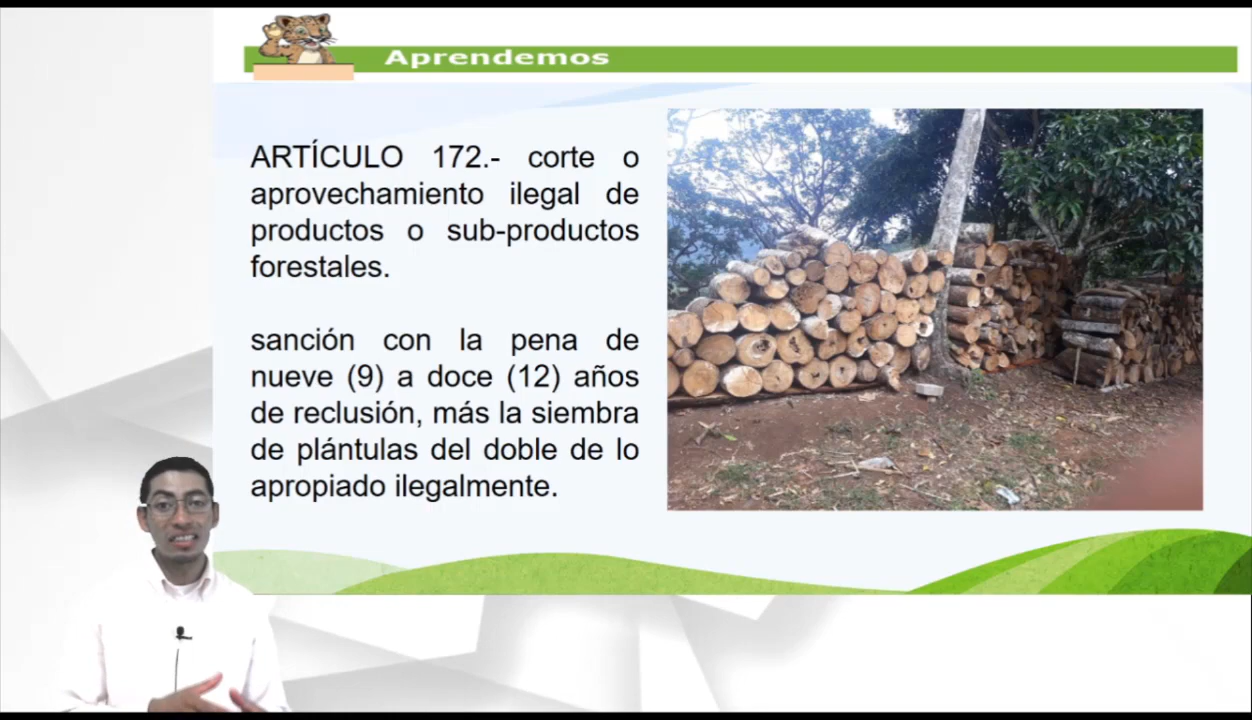 Aprendemos
ARTÍCULO 172.- corte o
aprovechamiento ilegal de
productos o sub-productos
forestales.
sanción con la pena de
nueve (9) a doce (12) años
de reclusión, más la siembra
de plántulas del doble de lo
apropiado ilegalmente.